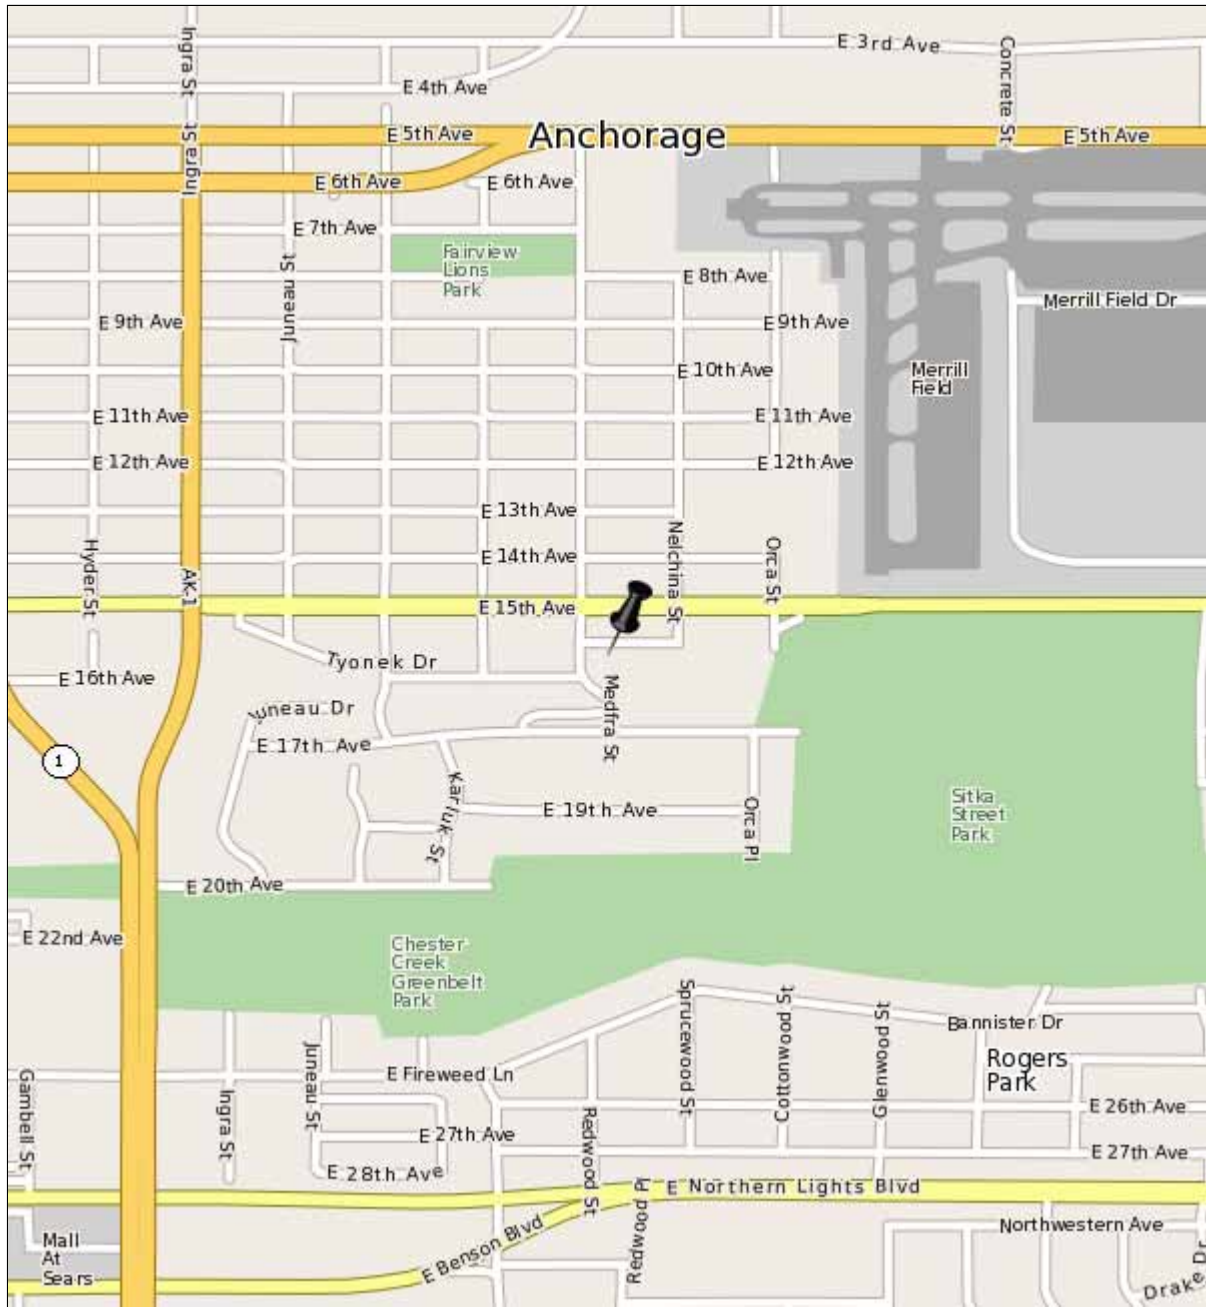 Ingra St
E 3rd Ave
Concrete St
E 4th Ave
E 5th Ave
Anchorage
E 5th Ave
Ingra St
E 6th Ave
E 6th Ave
E 7th Ave
Juneau St
Fairview
Lions
Park
E 8th Ave
Merrill Field Dr
E 9th Ave
E 9th Ave
E 10th Ave
Merrill
Field
E 11th Ave
E 11th Ave
E 12th Ave
E 12th Ave
E 13th Ave
Nelchina St
Hyder St
E 14th Ave
Orca St
AK-1
E 15th Ave
Tyonek Dr
E 16th Ave
Medfra St
Juneau Dr
E 17th Ave
1
Karluk St
E 19th Ave
Orca Pl
Sitka
Street
Park
E 20th Ave
E 22nd Ave
Chester
Creek
Greenbelt
Park
Sprucewood St
Cottonwood St
Glenwood St
Bannister Dr
Juneau St
Rogers
Park
E Fireweed Ln
Gambell St
Ingra St
Redwood St
E 26th Ave
E 27th Ave
E 27th Ave
E 28th Ave
E Northern Lights Blvd
Redwood Pl
E Benson Blvd
Northwestern Ave
Mall
At
Sears
Drake Dr